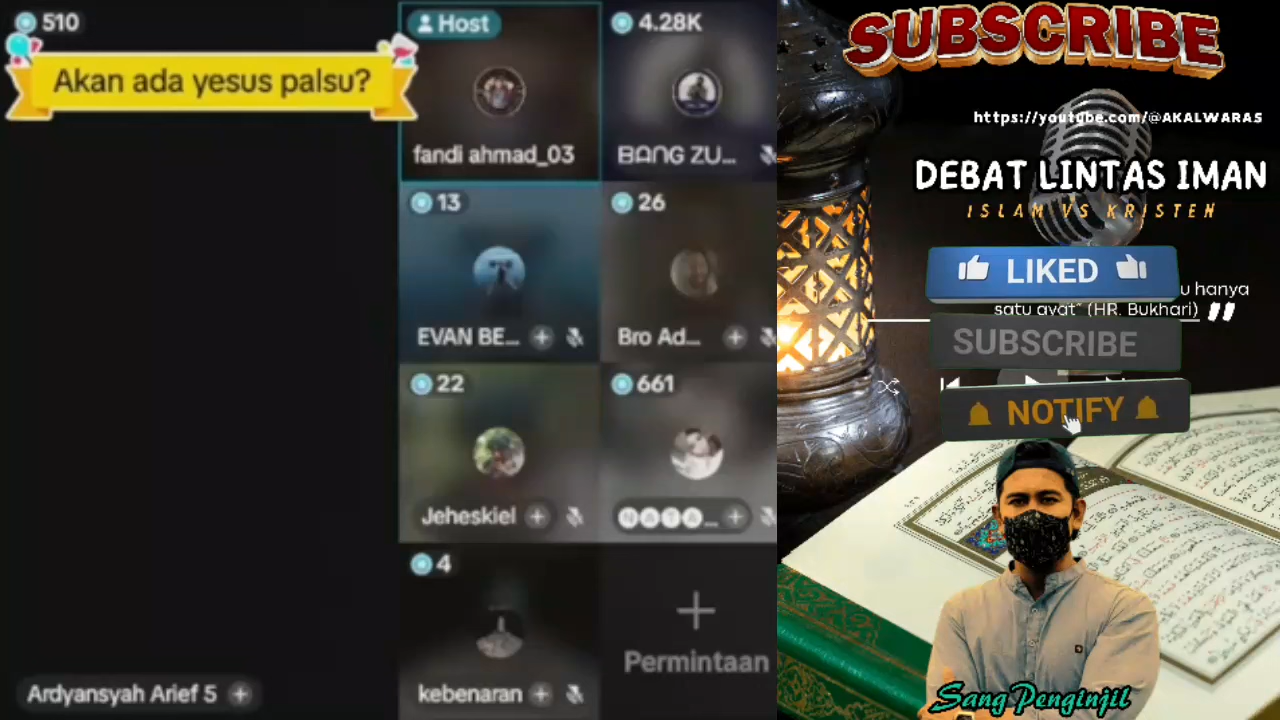 510
Akan ada yesus palsu?
Host
fandi ahmad_03
4.28K
BANG ZU...
13
EVAN BE...
26
Bro Ad...
22
Jeheskiel
661
NATA...
4
kebenaran
Permintaan
Ardyansyah Arief 5
SUBSCRIBE
https://youtube.com/@AKALWARAS
DEBAT LINTAS IMAN
ISLAM VS KRISTEN
LIKED
u hanya
satu ayat" (HR. Bukhari)
SUBSCRIBE
NOTIFY
Sang Penginjil